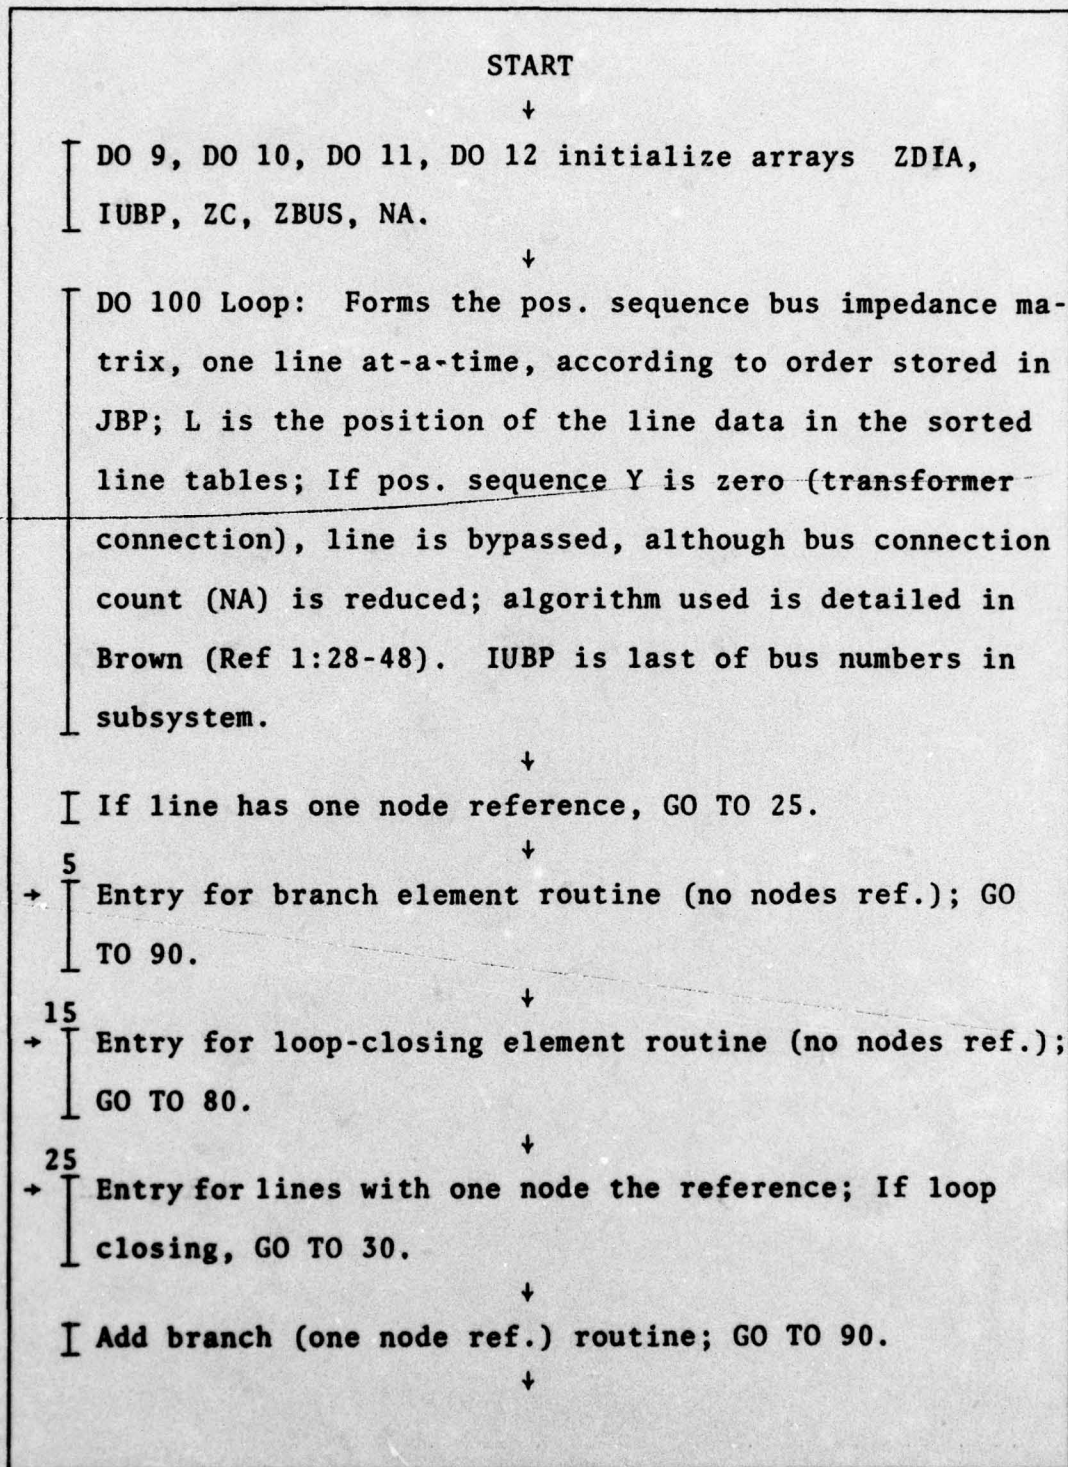 START
↓
DO 9, DO 10, DO 11, DO 12 initialize arrays ZDIA,
IUBP, ZC, ZBUS, NA.
↓
DO 100 Loop: Forms the pos. sequence bus impedance ma-
trix, one line at-a-time, according to order stored in
JBP; L is the position of the line data in the sorted
line tables; If pos. sequence Y is zero (transformer
connection), line is bypassed, although bus connection
count (NA) is reduced; algorithm used is detailed in
Brown (Ref 1:28-48). IUBP is last of bus numbers in
subsystem.
↓
If line has one node reference, GO TO 25.
↓
5
→ Entry for branch element routine (no nodes ref.); GO
TO 90.
↓
15
→ Entry for loop-closing element routine (no nodes ref.);
GO TO 80.
↓
25
→ Entry for lines with one node the reference; If loop
closing, GO TO 30.
↓
Add branch (one node ref.) routine; GO TO 90.
↓